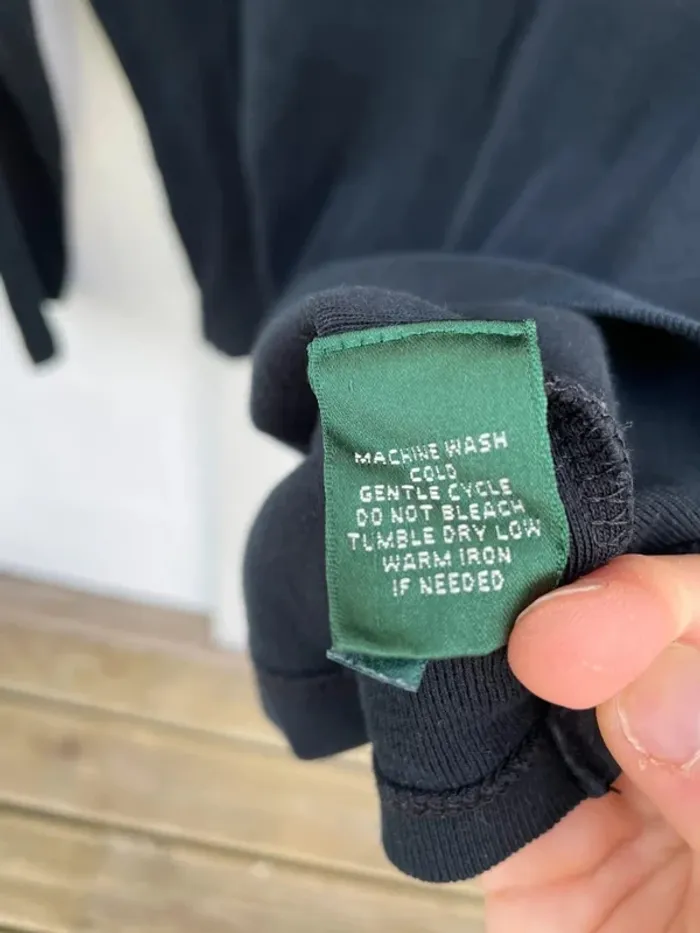 MACHINE WASH
COLD
GENTLE CYCLE
DO NOT BLEACH
TUMBLE DRY LOW
WARM IRON
IF NEEDED